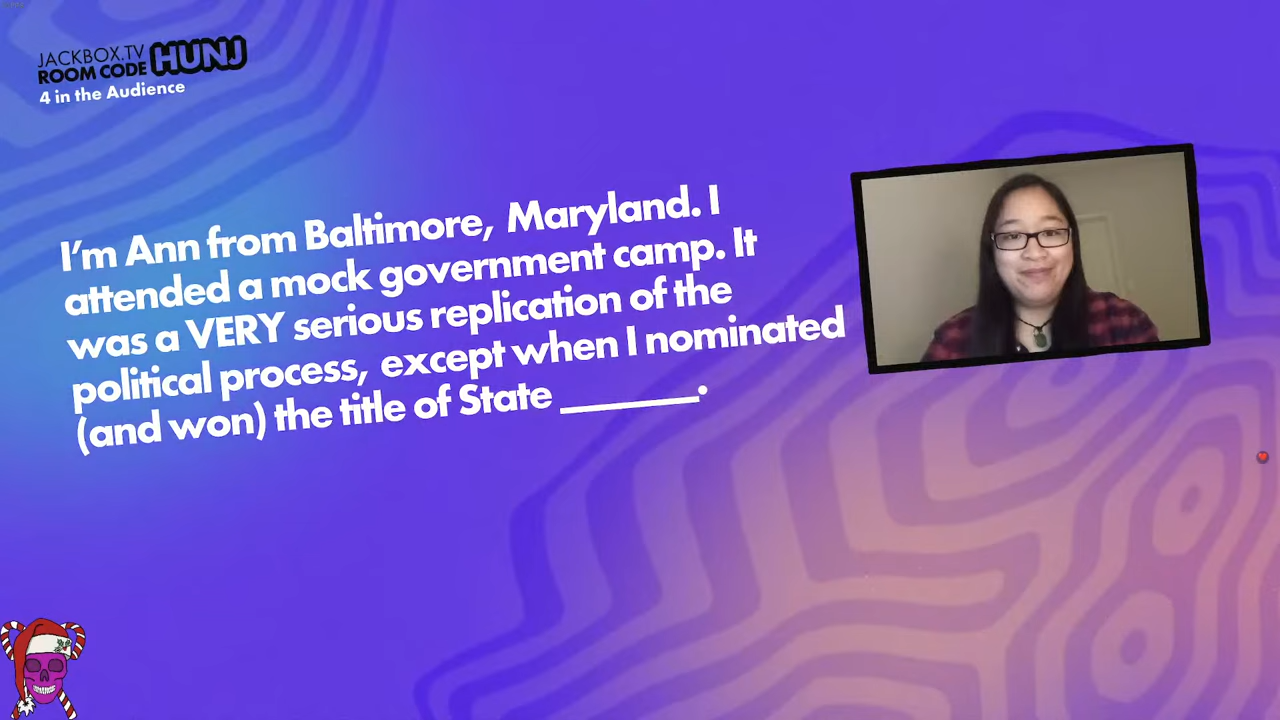 JACKBOX.TV
ROOM CODE HUNJ
4 in the Audience
I'm Ann from Baltimore, Maryland. I
attended a mock government camp. It
was a VERY serious replication of the
political process, except when I nominated
(and won) the title of State _______.